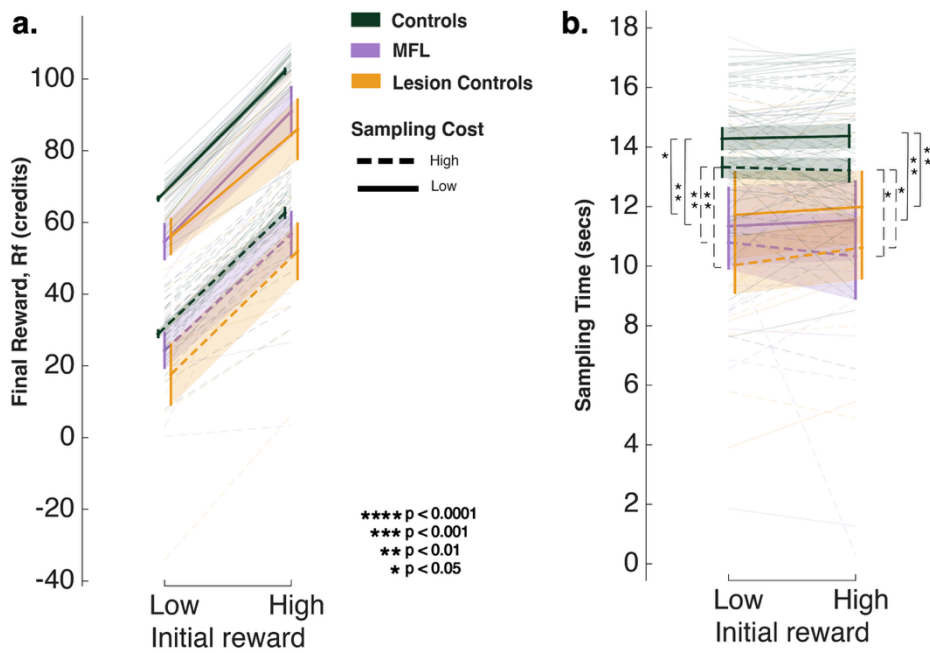 a.
Final Reward, Rf (credits)
100
80
60
40
20
0
-20
-40
Low High
Initial reward
Controls
MFL
Lesion Controls
Sampling Cost
High
Low
**** p < 0.0001
*** p < 0.001
** p < 0.01
* p < 0.05
b.
Sampling Time (secs)
18
16
14
12
10
8
6
4
2
0
*
**
**
**
*
*
**
**
Low High
Initial reward